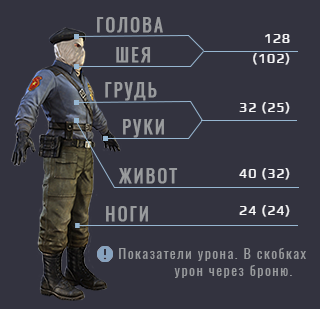 ГОЛОВА
128
ШЕЯ
(102)
ГРУДЬ
32 (25)
РУКИ
ЖИВОТ
40 (32)
НОГИ
24 (24)
! Показатели урона. В скобках
урон через броню.